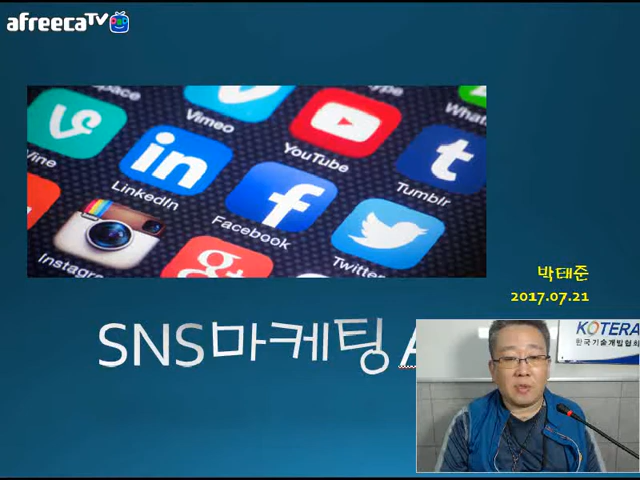 afreecaTV
Vimeo
YouTube
Vine
LinkedIn
Tumblr
Facebook
Twitter
박태준
2017.07.21
SNS마케팅
KOTERA
한국기술개발협회